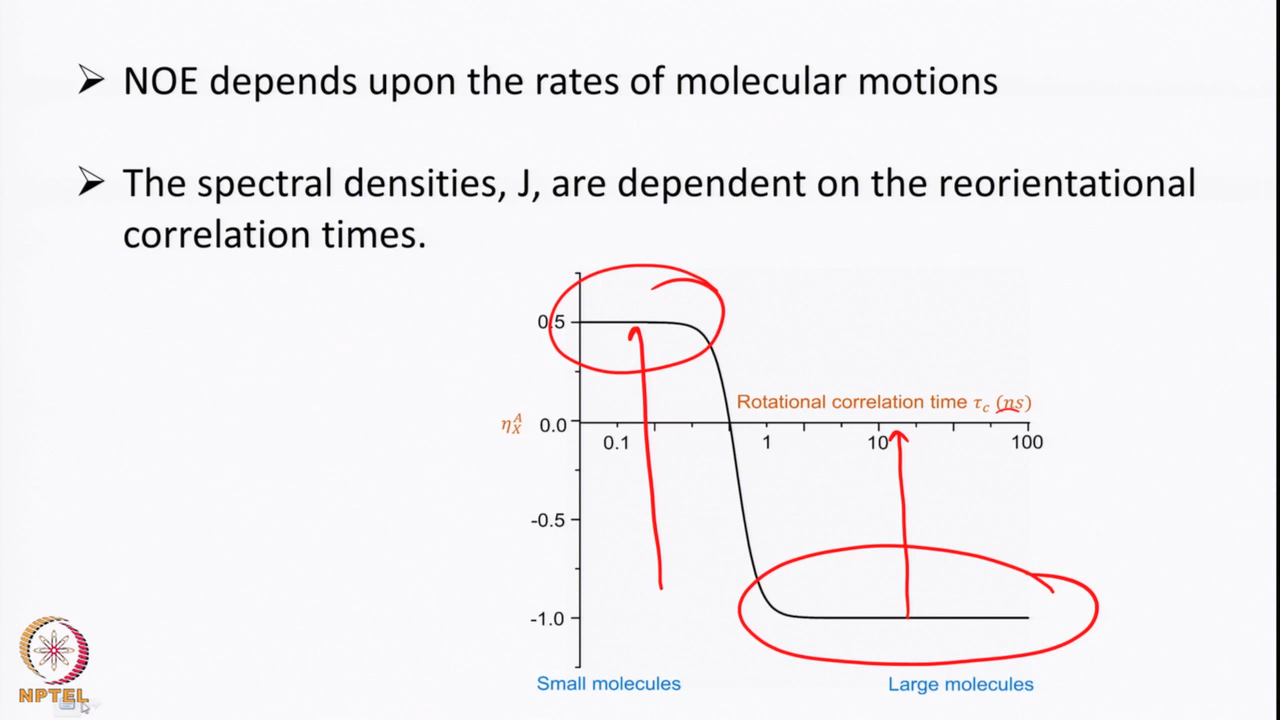 ➤ NOE depends upon the rates of molecular motions
➤ The spectral densities, J, are dependent on the reorientational
correlation times.
0.5
Rotational correlation time τc (ns)
η_X^A 0.0
0.1 1 10 100
-0.5
-1.0
Small molecules Large molecules
NPTEL